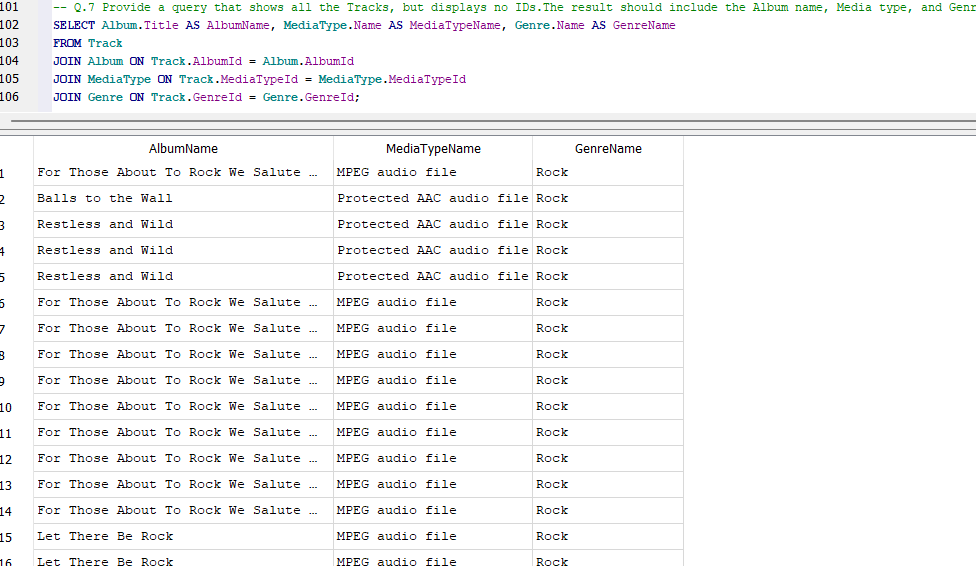 101 -- Q.7 Provide a query that shows all the Tracks, but displays no IDs.The result should include the Album name, Media type, and Genr
102 SELECT Album.Title AS AlbumName, MediaType.Name AS MediaTypeName, Genre.Name AS GenreName
103 FROM Track
104 JOIN Album ON Track.AlbumId = Album.AlbumId
105 JOIN MediaType ON Track.MediaTypeId = MediaType.MediaTypeId
106 JOIN Genre ON Track.GenreId = Genre.GenreId;
AlbumName MediaTypeName GenreName
1 For Those About To Rock We Salute … MPEG audio file Rock
2 Balls to the Wall Protected AAC audio file Rock
3 Restless and Wild Protected AAC audio file Rock
4 Restless and Wild Protected AAC audio file Rock
5 Restless and Wild Protected AAC audio file Rock
6 For Those About To Rock We Salute … MPEG audio file Rock
7 For Those About To Rock We Salute … MPEG audio file Rock
8 For Those About To Rock We Salute … MPEG audio file Rock
9 For Those About To Rock We Salute … MPEG audio file Rock
10 For Those About To Rock We Salute … MPEG audio file Rock
11 For Those About To Rock We Salute … MPEG audio file Rock
12 For Those About To Rock We Salute … MPEG audio file Rock
13 For Those About To Rock We Salute … MPEG audio file Rock
14 For Those About To Rock We Salute … MPEG audio file Rock
15 Let There Be Rock MPEG audio file Rock
16 Let There Be Rock MPEG audio file Rock